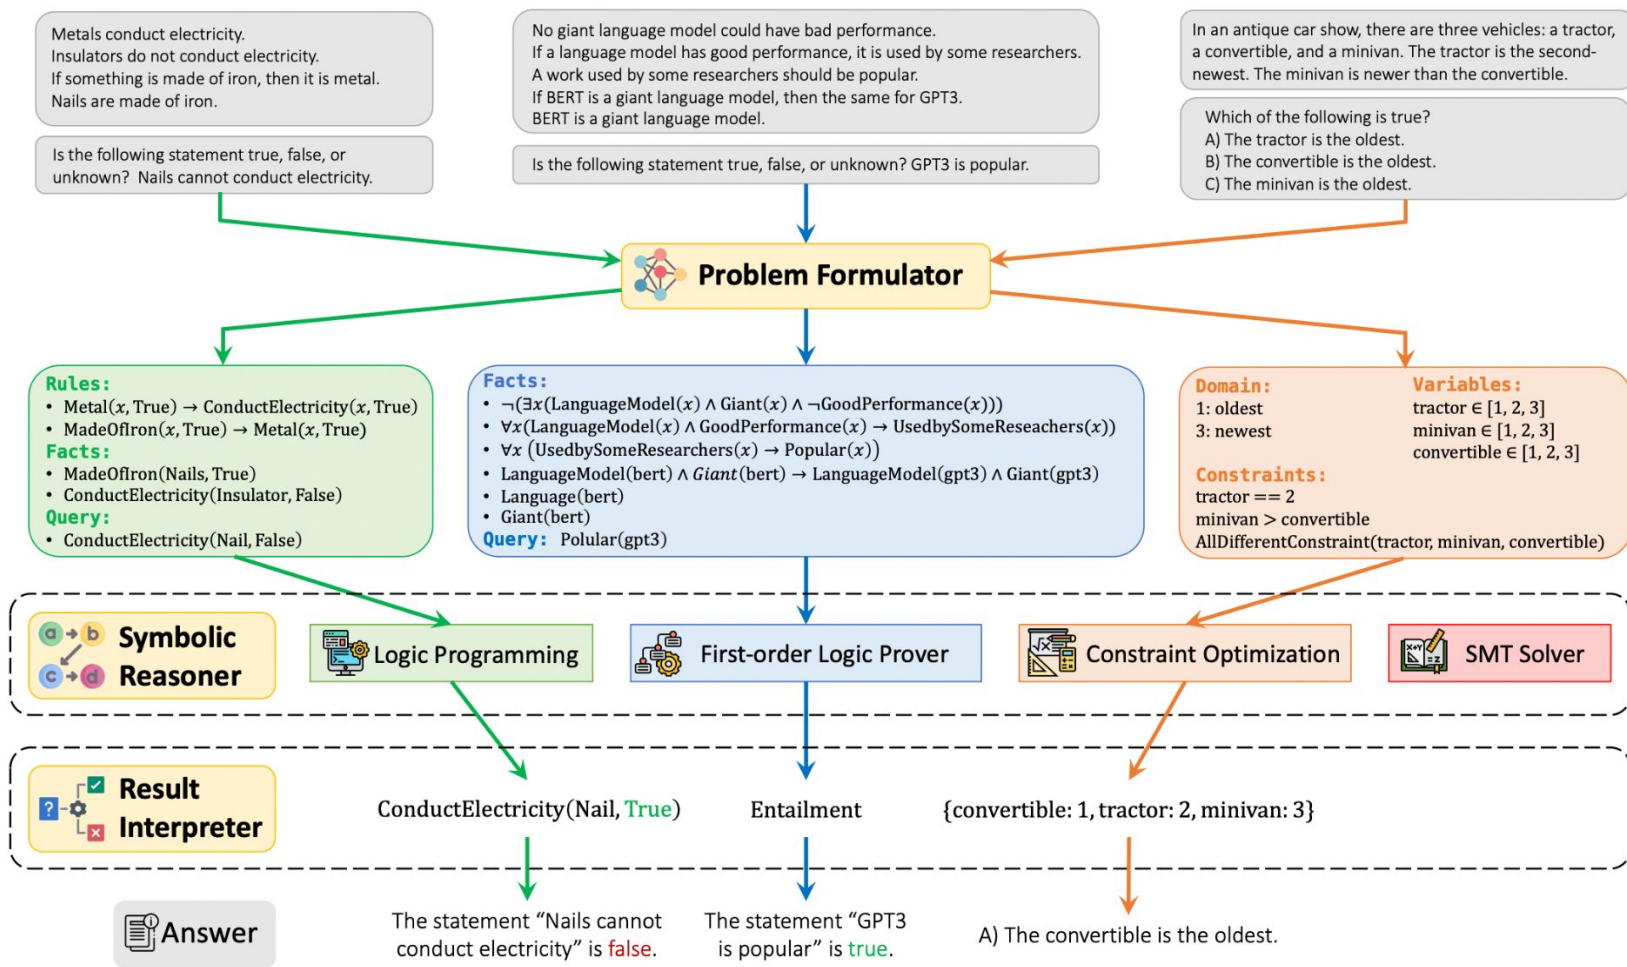 Metals conduct electricity.
Insulators do not conduct electricity.
If something is made of iron, then it is metal.
Nails are made of iron.
Is the following statement true, false, or
unknown? Nails cannot conduct electricity.
No giant language model could have bad performance.
If a language model has good performance, it is used by some researchers.
A work used by some researchers should be popular.
If BERT is a giant language model, then the same for GPT3.
BERT is a giant language model.
Is the following statement true, false, or unknown? GPT3 is popular.
In an antique car show, there are three vehicles: a tractor,
a convertible, and a minivan. The tractor is the second-
newest. The minivan is newer than the convertible.
Which of the following is true?
A) The tractor is the oldest.
B) The convertible is the oldest.
C) The minivan is the oldest.
Problem Formulator
Rules:
• Metal(x, True) → ConductElectricity(x, True)
• MadeOfIron(x, True) → Metal(x, True)
Facts:
• MadeOfIron(Nails, True)
• ConductElectricity(Insulator, False)
Query:
• ConductElectricity(Nail, False)
Facts:
• ¬(∃x(LanguageModel(x) ∧ Giant(x) ∧ ¬GoodPerformance(x)))
• ∀x(LanguageModel(x) ∧ GoodPerformance(x) → UsedbySomeReseachers(x))
• ∀x (UsedbySomeResearchers(x) → Popular(x))
• LanguageModel(bert) ∧ Giant(bert) → LanguageModel(gpt3) ∧ Giant(gpt3)
• Language(bert)
• Giant(bert)
Query: Polular(gpt3)
Domain:
1: oldest
3: newest
Variables:
tractor ∈ [1, 2, 3]
minivan ∈ [1, 2, 3]
convertible ∈ [1, 2, 3]
Constraints:
tractor == 2
minivan > convertible
AllDifferentConstraint(tractor, minivan, convertible)
a b
c d
Symbolic
Reasoner
Logic Programming
First-order Logic Prover
√x
Constraint Optimization
X+Y
=Z
SMT Solver
?
Result
Interpreter
ConductElectricity(Nail, True)
Entailment
{convertible: 1, tractor: 2, minivan: 3}
Answer
The statement “Nails cannot
conduct electricity” is false.
The statement “GPT3
is popular” is true.
A) The convertible is the oldest.